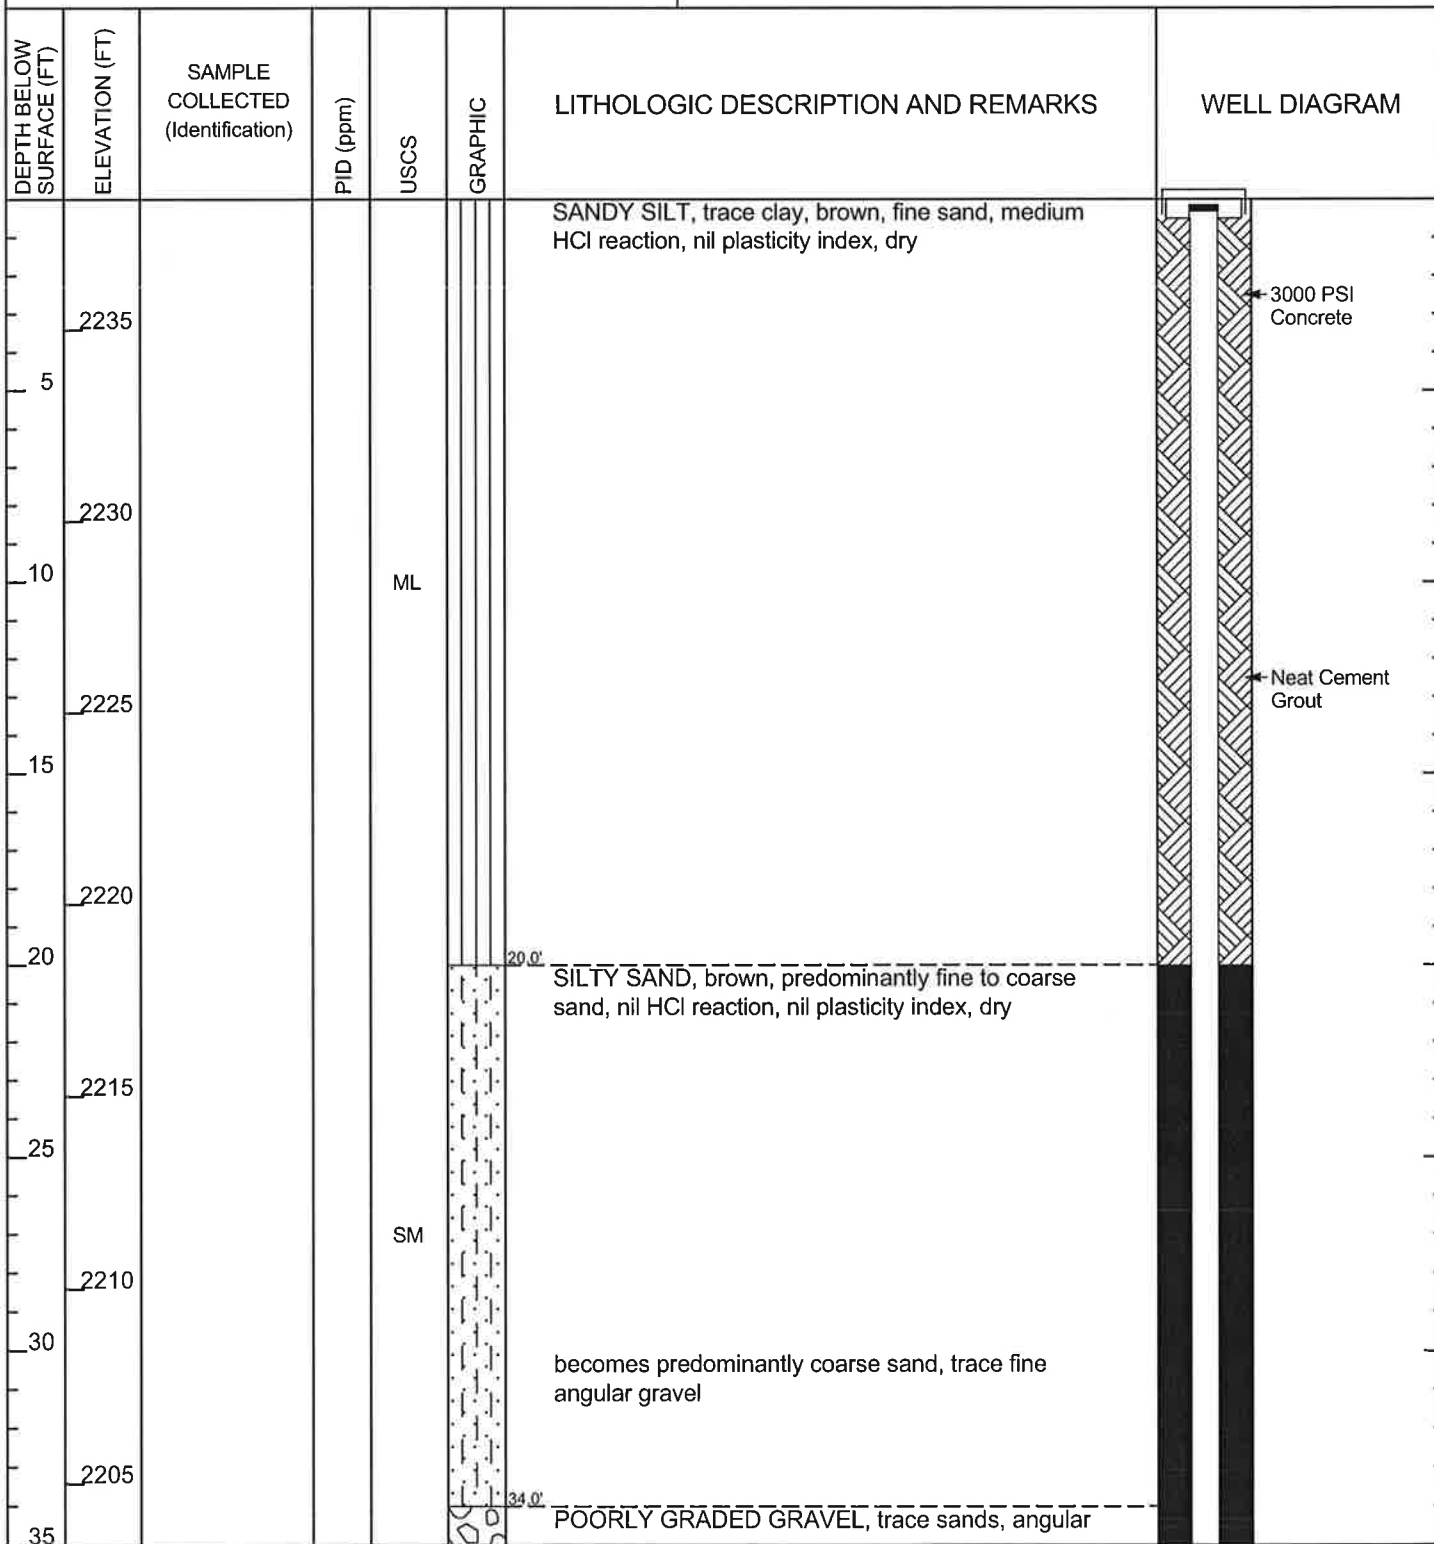 DEPTH BELOW
SURFACE (FT)
ELEVATION (FT)
SAMPLE
COLLECTED
(Identification)
PID (ppm)
USCS
GRAPHIC
LITHOLOGIC DESCRIPTION AND REMARKS
WELL DIAGRAM
SANDY SILT, trace clay, brown, fine sand, medium
HCl reaction, nil plasticity index, dry
3000 PSI
Concrete
2235
5
2230
10
ML
Neat Cement
Grout
2225
15
2220
20
20.0'
SILTY SAND, brown, predominantly fine to coarse
sand, nil HCl reaction, nil plasticity index, dry
2215
25
SM
2210
30
becomes predominantly coarse sand, trace fine
angular gravel
2205
34.0'
POORLY GRADED GRAVEL, trace sands, angular
35